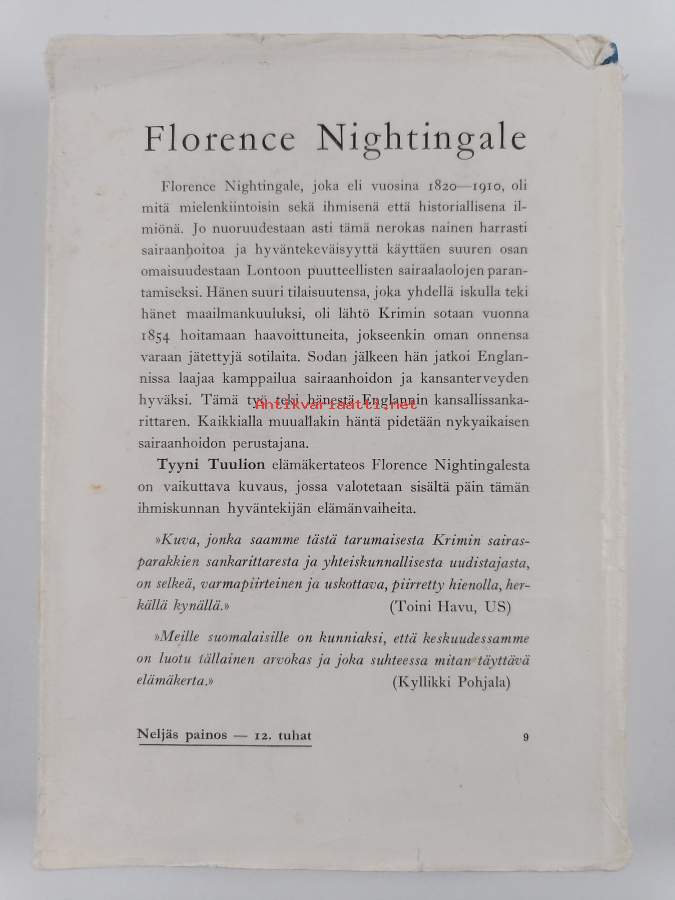 Florence Nightingale
Florence Nightingale, joka eli vuosina 1820—1910, oli
mitä mielenkiintoisin sekä ihmisenä että historiallisena il-
miönä. Jo nuoruudestaan asti tämä nerokas nainen harrasti
sairaanhoitoa ja hyväntekeväisyyttä käyttäen suuren osan
omaisuudestaan Lontoon puutteellisten sairaalaolojen paran-
tamiseksi. Hänen suuri tilaisuutensa, joka yhdellä iskulla teki
hänet maailmankuuluksi, oli lähtö Krimin sotaan vuonna
1854 hoitamaan haavoittuneita, jokseenkin oman onnensa
varaan jätettyjä sotilaita. Sodan jälkeen hän jatkoi Englan-
nissa laajaa kamppailua sairaanhoidon ja kansanterveyden
hyväksi. Tämä työ teki hänestä Englannin kansallissanka-
Antikvariaatti.net
rittaren. Kaikkialla muuallakin häntä pidetään nykyaikaisen
sairaanhoidon perustajana.
Tyyni Tuulion elämäkertateos Florence Nightingalesta
on vaikuttava kuvaus, jossa valotetaan sisältä päin tämän
ihmiskunnan hyväntekijän elämänvaiheita.
»Kuva, jonka saamme tästä tarumaisesta Krimin sairas-
parakkien sankarittaresta ja yhteiskunnallisesta uudistajasta,
on selkeä, varmapiirteinen ja uskottava, piirretty hienolla, her-
källä kynällä.» (Toini Havu, US)
»Meille suomalaisille on kunniaksi, että keskuudessamme
on luotu tällainen arvokas ja joka suhteessa mitan täyttävä
elämäkerta.» (Kyllikki Pohjala)
Neljäs painos — 12. tuhat 9